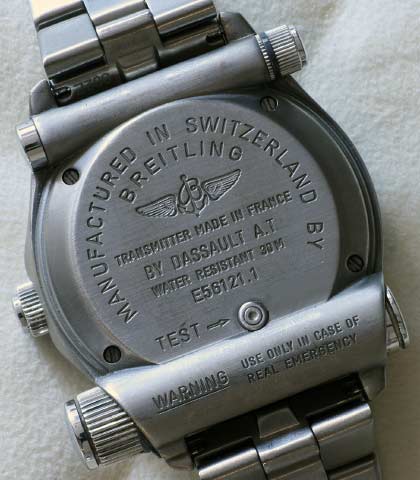 MANUFACTURED IN SWITZERLAND BY
BREITLING
B
TRANSMITTER MADE IN FRANCE
BY DASSAULT A.T.
WATER RESISTANT 30M
E56121.1
TEST
WARNING
USE ONLY IN CASE OF
REAL EMERGENCY